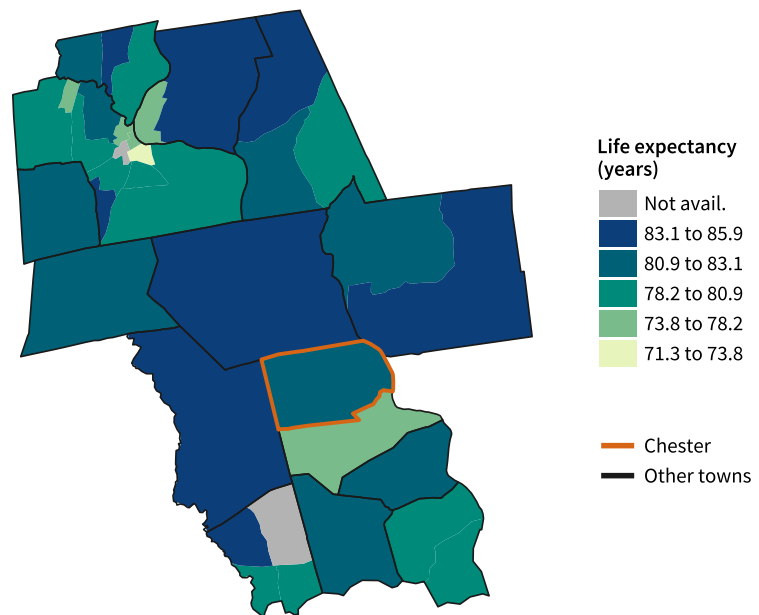 Life expectancy
(years)
Not avail.
83.1 to 85.9
80.9 to 83.1
78.2 to 80.9
73.8 to 78.2
71.3 to 73.8
Chester
Other towns